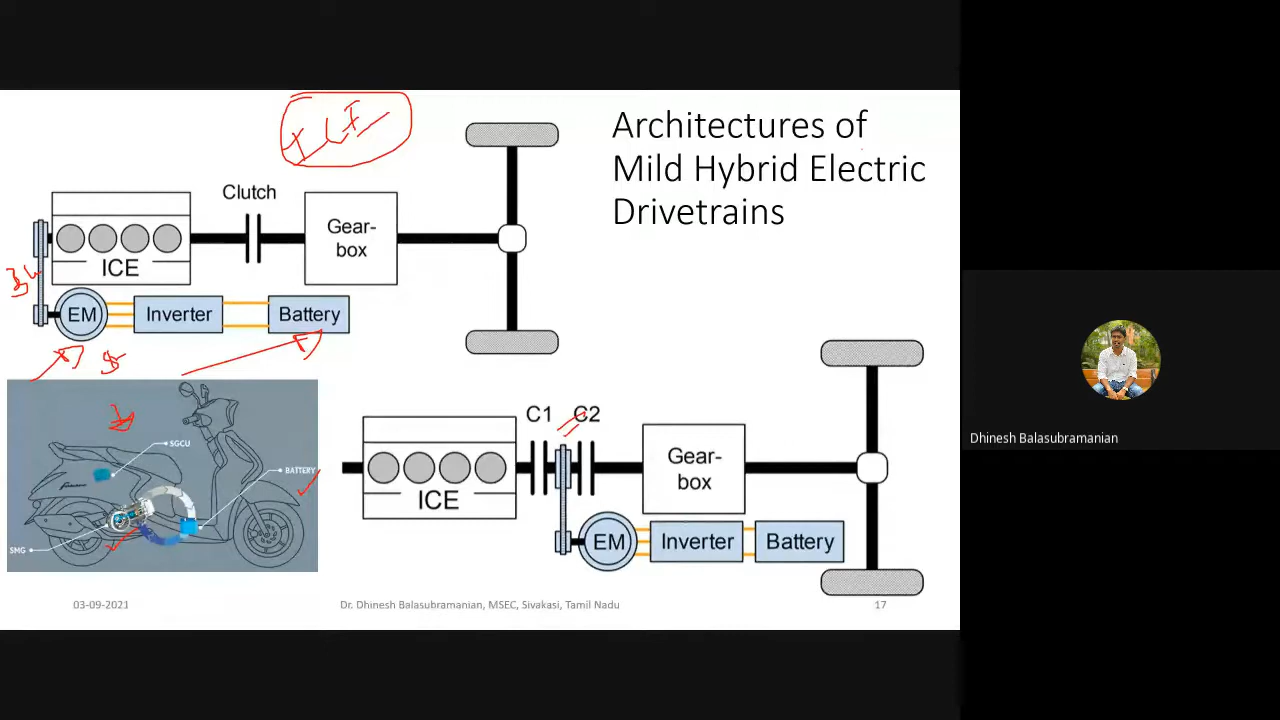 Architectures of
Mild Hybrid Electric
Drivetrains
Clutch
Gear-
box
ICE
EM
Inverter
Battery
SGCU
BATTERY
SMG
C1
C2
ICE
Gear-
box
EM
Inverter
Battery
03-09-2021
Dr. Dhinesh Balasubramanian, MSEC, Sivakasi, Tamil Nadu
17
Dhinesh Balasubramanian